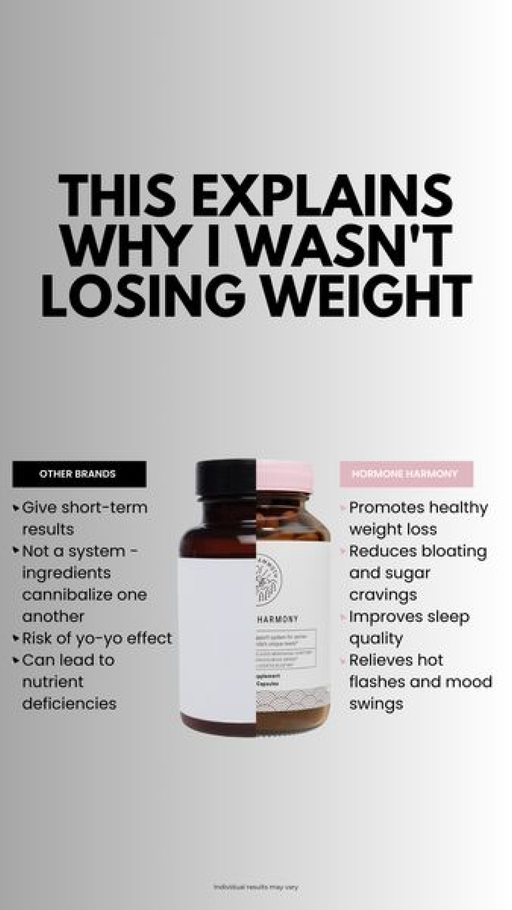 THIS EXPLAINS
WHY I WASN'T
LOSING WEIGHT
OTHER BRANDS
Give short-term
results
Not a system -
ingredients
cannibalize one
another
Risk of yo-yo effect
Can lead to
nutrient
deficiencies
HORMONE HARMONY
Promotes healthy
weight loss
Reduces bloating
and sugar
cravings
Improves sleep
quality
Relieves hot
flashes and mood
swings
HARMONY
Individual results may vary